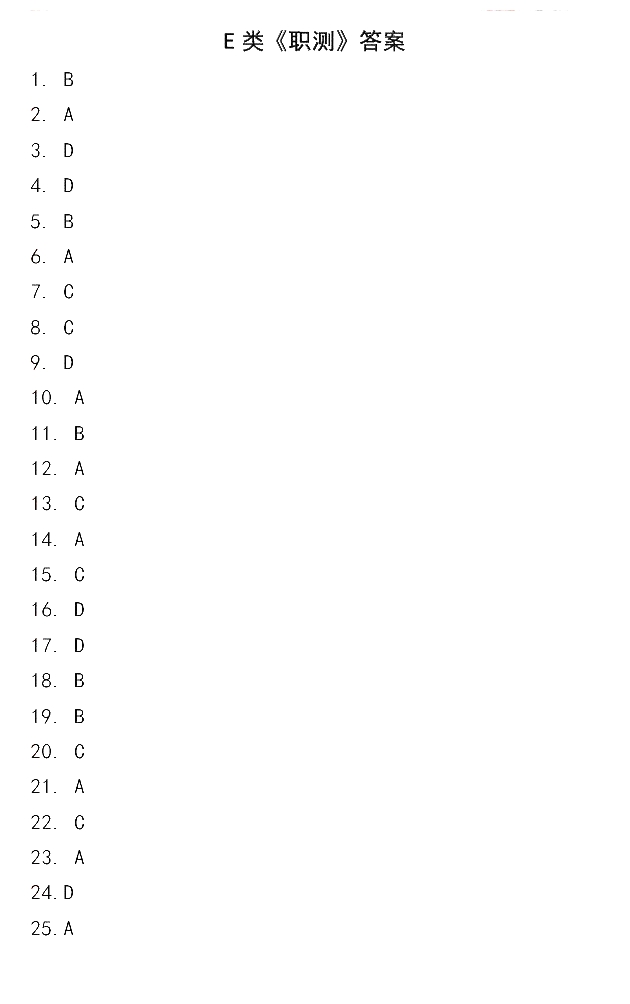 E 类《职测》答案
1. B
2. A
3. D
4. D
5. B
6. A
7. C
8. C
9. D
10. A
11. B
12. A
13. C
14. A
15. C
16. D
17. D
18. B
19. B
20. C
21. A
22. C
23. A
24.D
25.A